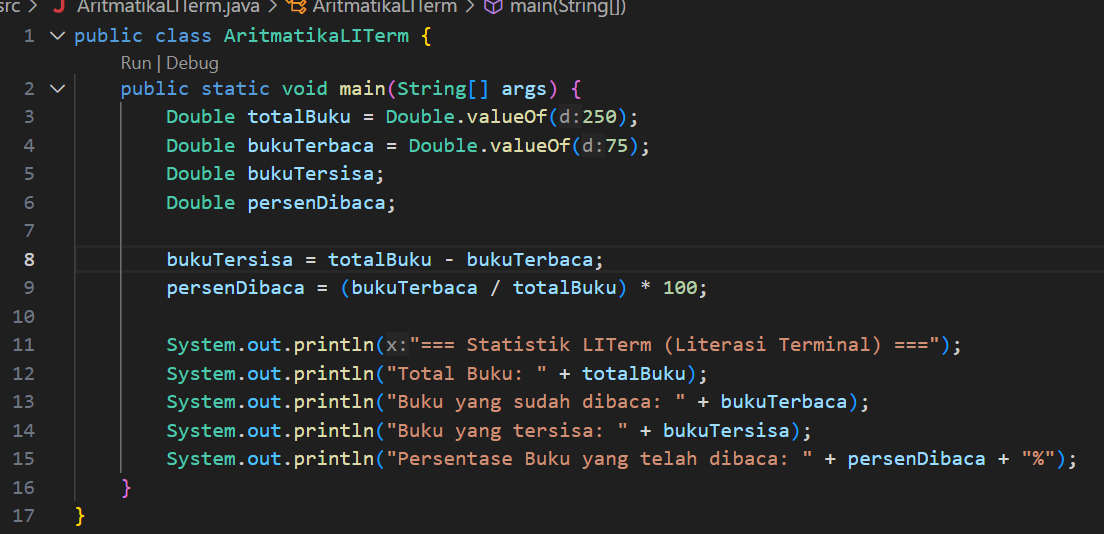 src > J AritmatikaLITerm.java > AritmatikaLITerm > main(String[])
1 public class AritmatikaLITerm {
Run | Debug
2 public static void main(String[] args) {
3 Double totalBuku = Double.valueOf(d:250);
4 Double bukuTerbaca = Double.valueOf(d:75);
5 Double bukuTersisa;
6 Double persenDibaca;
7
8 bukuTersisa = totalBuku - bukuTerbaca;
9 persenDibaca = (bukuTerbaca / totalBuku) * 100;
10
11 System.out.println(x:"=== Statistik LITerm (Literasi Terminal) ===");
12 System.out.println("Total Buku: " + totalBuku);
13 System.out.println("Buku yang sudah dibaca: " + bukuTerbaca);
14 System.out.println("Buku yang tersisa: " + bukuTersisa);
15 System.out.println("Persentase Buku yang telah dibaca: " + persenDibaca + "%");
16 }
17 }